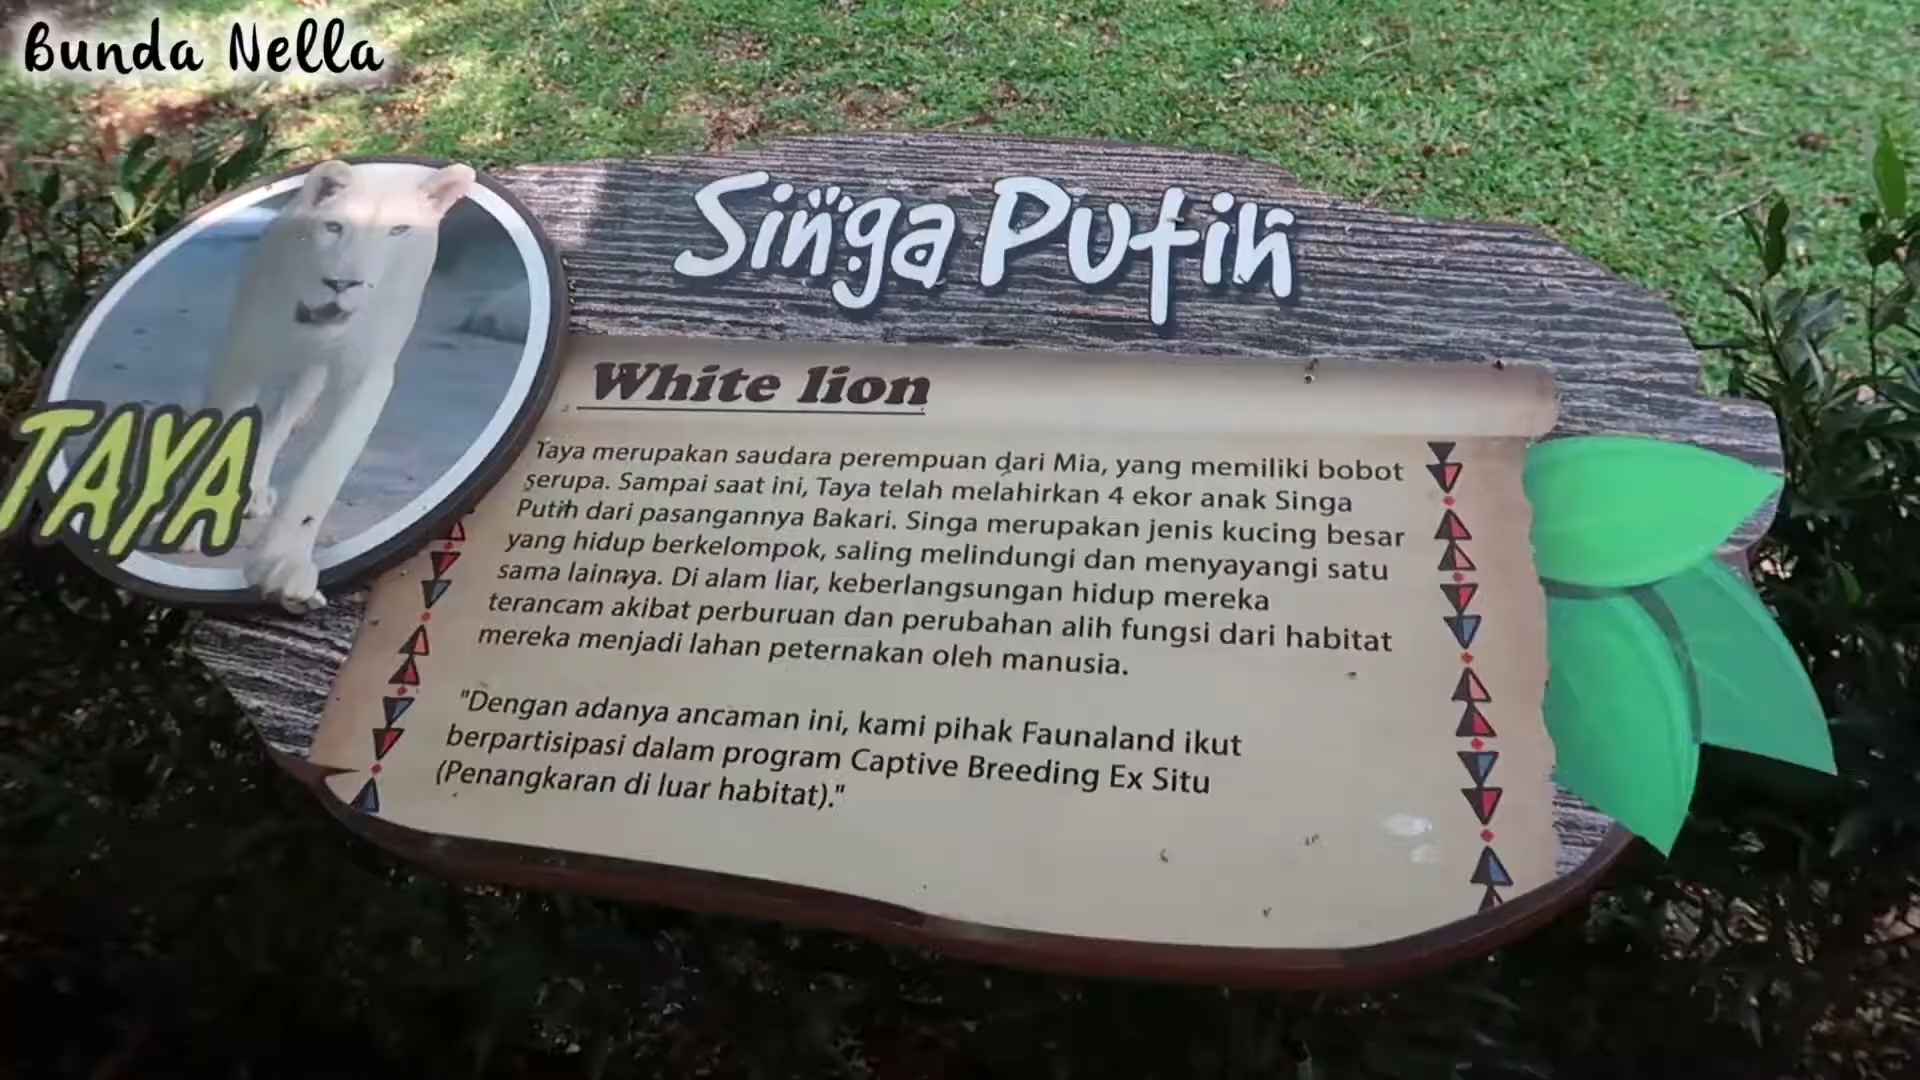 Bunda Nella
Singa Putih
TAYA
White lion
Taya merupakan saudara perempuan dari Mia, yang memiliki bobot
serupa. Sampai saat ini, Taya telah melahirkan 4 ekor anak Singa
Putih dari pasangannya Bakari. Singa merupakan jenis kucing besar
yang hidup berkelompok, saling melindungi dan menyayangi satu
sama lainnya. Di alam liar, keberlangsungan hidup mereka
terancam akibat perburuan dan perubahan alih fungsi dari habitat
mereka menjadi lahan peternakan oleh manusia.
"Dengan adanya ancaman ini, kami pihak Faunaland ikut
berpartisipasi dalam program Captive Breeding Ex Situ
(Penangkaran di luar habitat)."